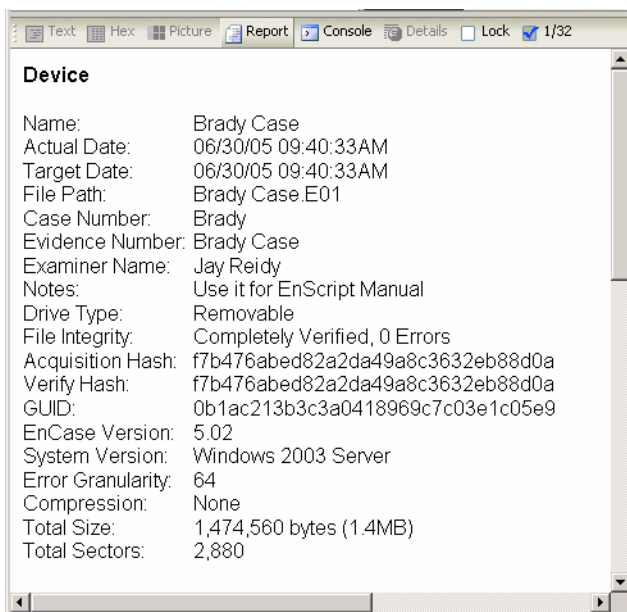 Text Hex Picture Report Console Details Lock 1/32
Device
Name: Brady Case
Actual Date: 06/30/05 09:40:33AM
Target Date: 06/30/05 09:40:33AM
File Path: Brady Case.E01
Case Number: Brady
Evidence Number: Brady Case
Examiner Name: Jay Reidy
Notes: Use it for EnScript Manual
Drive Type: Removable
File Integrity: Completely Verified, 0 Errors
Acquisition Hash: f7b476abed82a2da49a8c3632eb88d0a
Verify Hash: f7b476abed82a2da49a8c3632eb88d0a
GUID: 0b1ac213b3c3a0418969c7c03e1c05e9
EnCase Version: 5.02
System Version: Windows 2003 Server
Error Granularity: 64
Compression: None
Total Size: 1,474,560 bytes (1.4MB)
Total Sectors: 2,880